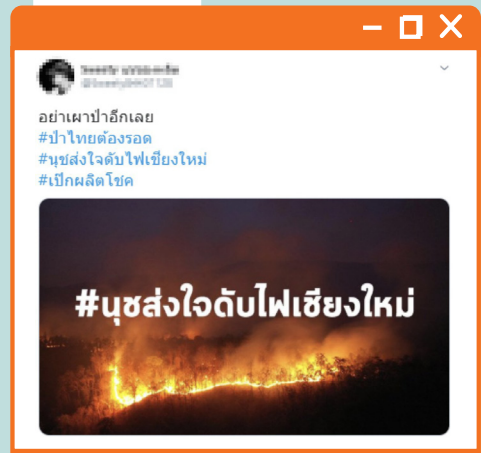 อย่าเผาป่าอีกเลย
#ป่าไทยต้องรอด
#นุชส่งใจดับไฟเชียงใหม่
#เป๊กผลิตโชค
#นุชส่งใจดับไฟเชียงใหม่